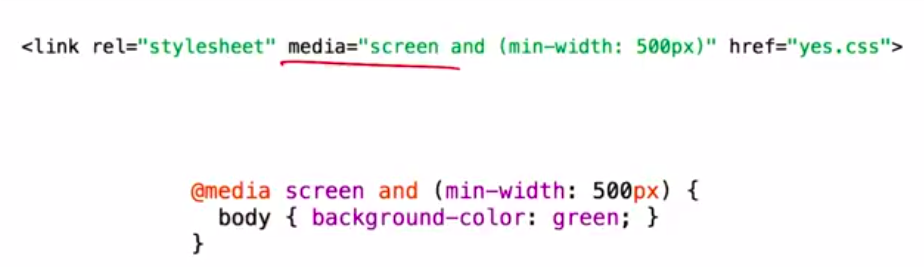 <link rel="stylesheet" media="screen and (min-width: 500px)" href="yes.css">
@media screen and (min-width: 500px) {
  body { background-color: green; }
}